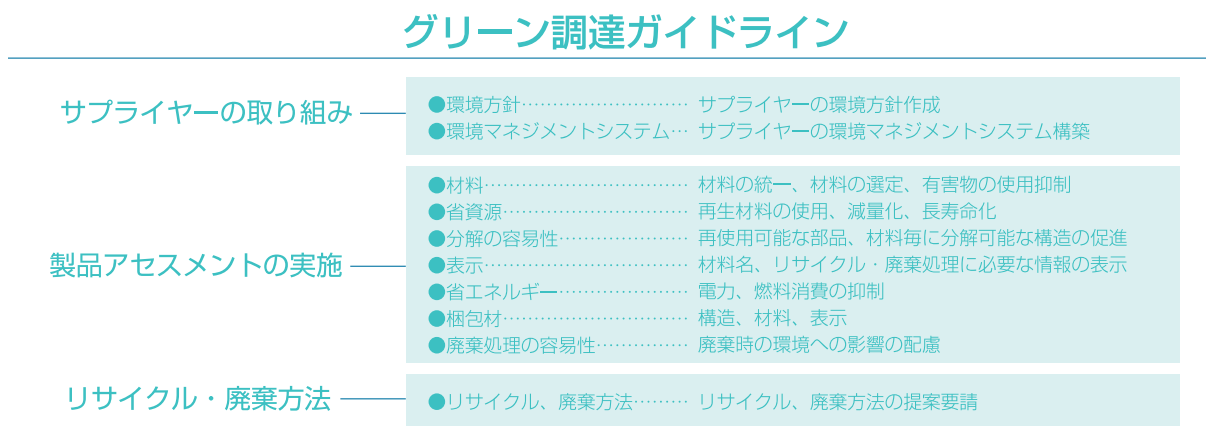 グリーン調達ガイドライン
サプライヤーの取り組み
●環境方針……………………… サプライヤーの環境方針作成
●環境マネジメントシステム… サプライヤーの環境マネジメントシステム構築
製品アセスメントの実施
●材料…………………………… 材料の統一、材料の選定、有害物の使用抑制
●省資源………………………… 再生材料の使用、減量化、長寿命化
●分解の容易性………………… 再使用可能な部品、材料毎に分解可能な構造の促進
●表示…………………………… 材料名、リサイクル・廃棄処理に必要な情報の表示
●省エネルギー………………… 電力、燃料消費の抑制
●梱包材………………………… 構造、材料、表示
●廃棄処理の容易性…………… 廃棄時の環境への影響の配慮
リサイクル・廃棄方法
●リサイクル、廃棄方法……… リサイクル、廃棄方法の提案要請